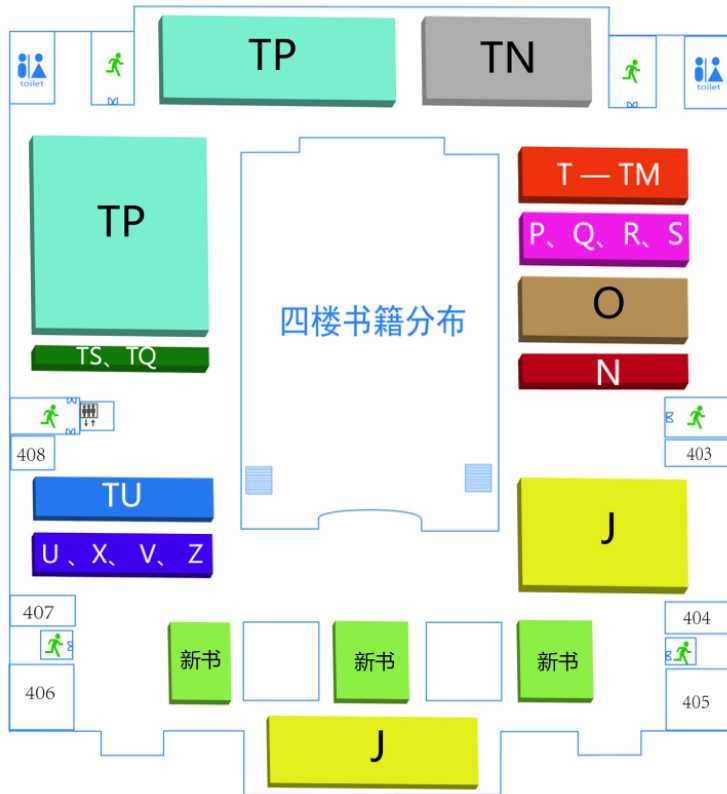 TP
TN
toilet
toilet
T — TM
TP
P、Q、R、S
O
四楼书籍分布
TS、TQ
N
408
403
TU
J
U 、X、 V、 Z
407
404
新书
新书
新书
406
405
J